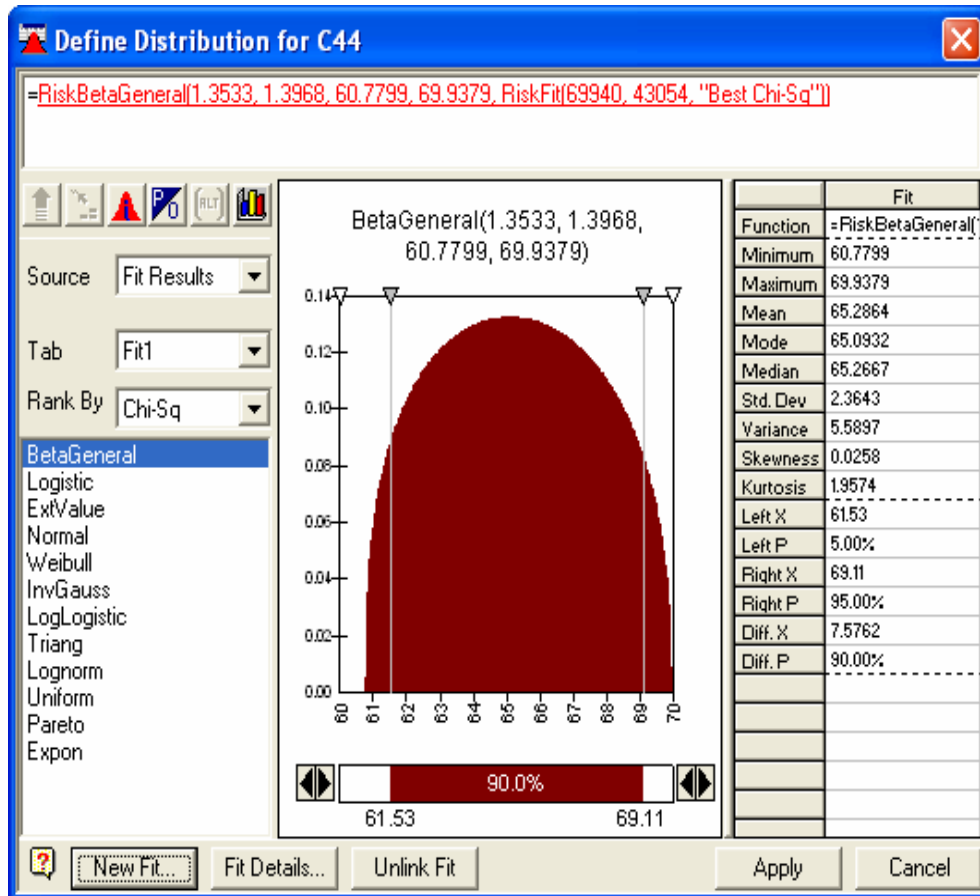 Define Distribution for C44
=RiskBetaGeneral(1.3533, 1.3968, 60.7799, 69.9379, RiskFit(69940, 43054, "Best Chi-Sq"))
P O
ALT
Source
Fit Results
Tab
Fit1
Rank By
Chi-Sq
BetaGeneral
Logistic
ExtValue
Normal
Weibull
InvGauss
LogLogistic
Triang
Lognorm
Uniform
Pareto
Expon
BetaGeneral(1.3533, 1.3968,
60.7799, 69.9379)
0.14
0.12
0.10
0.08
0.06
0.04
0.02
0.00
60 61 62 63 64 65 66 67 68 69 70
90.0%
61.53 69.11
Fit
Function =RiskBetaGeneral(1
Minimum 60.7799
Maximum 69.9379
Mean 65.2864
Mode 65.0932
Median 65.2667
Std. Dev 2.3643
Variance 5.5897
Skewness 0.0258
Kurtosis 1.9574
Left X 61.53
Left P 5.00%
Right X 69.11
Right P 95.00%
Diff. X 7.5762
Diff. P 90.00%
? New Fit... Fit Details... Unlink Fit Apply Cancel